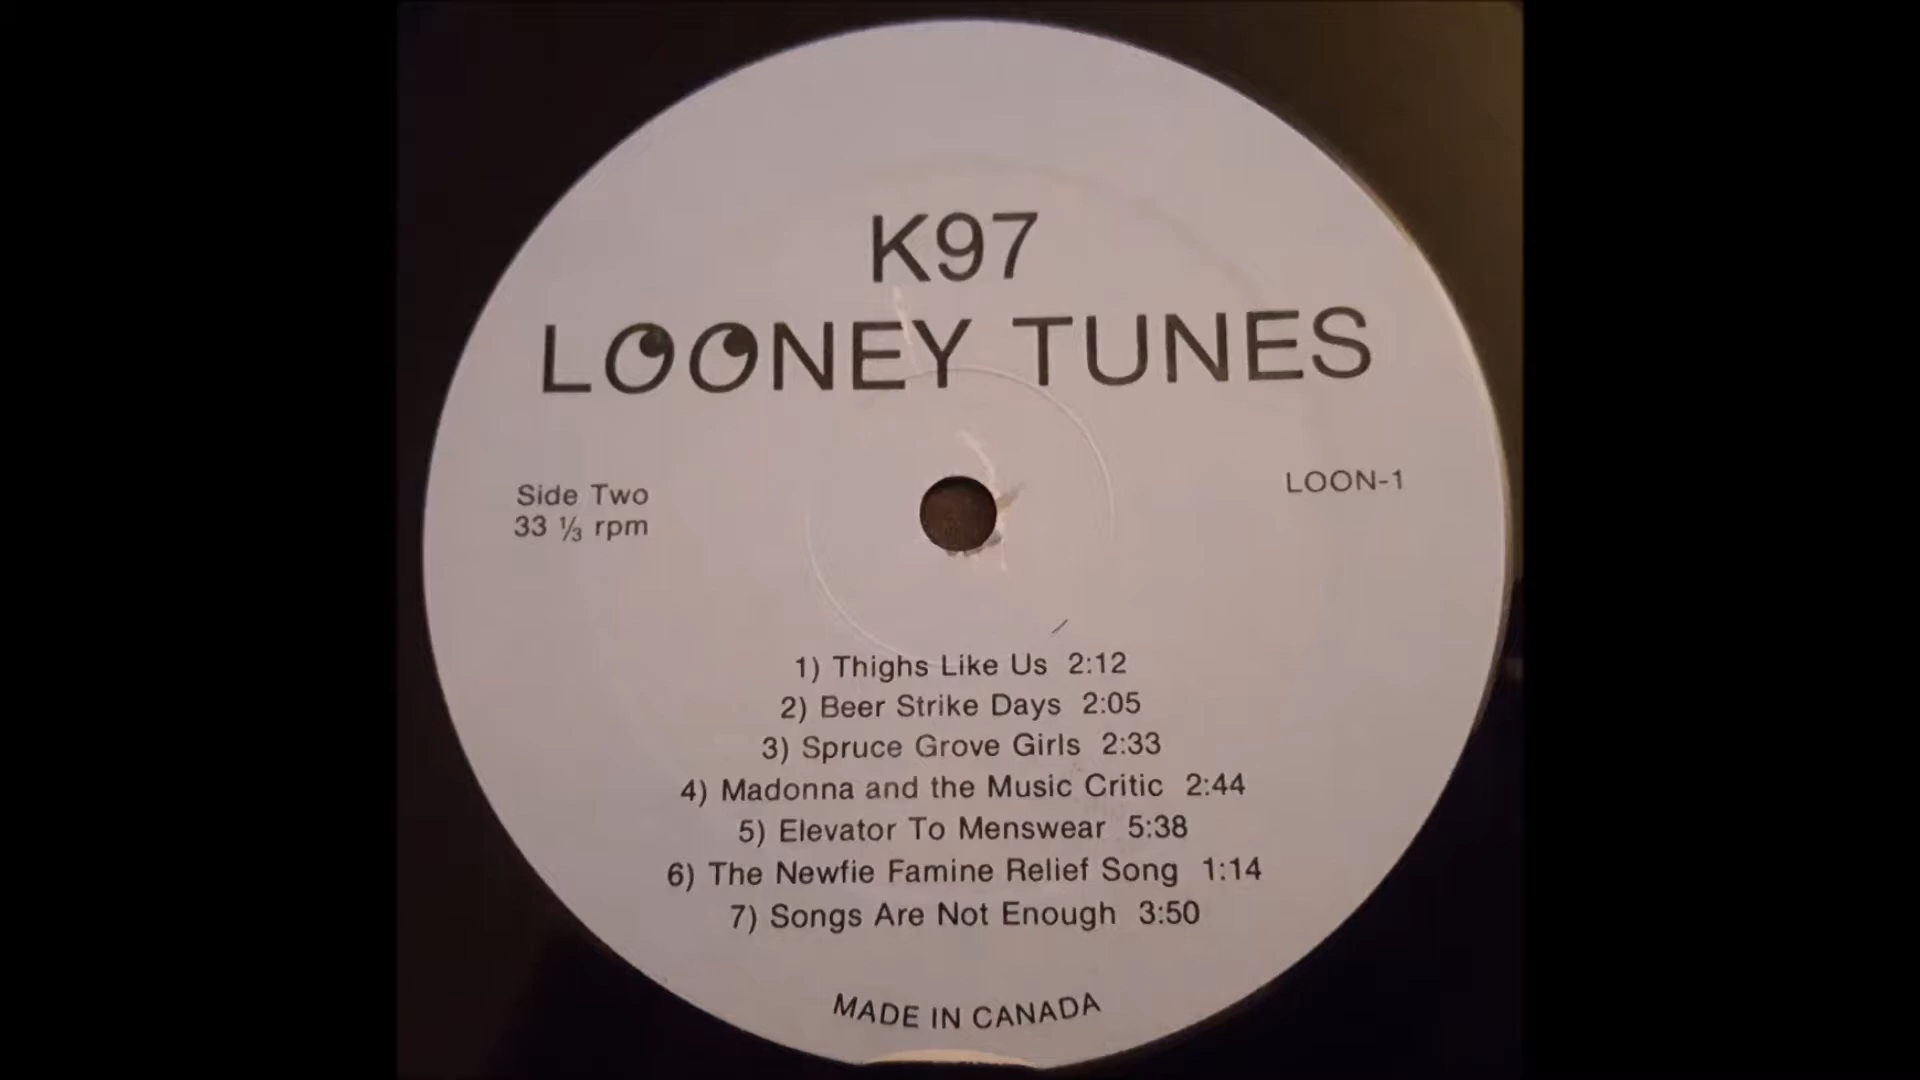 K97
LOONEY TUNES
Side Two
33 ⅓ rpm
LOON-1
1) Thighs Like Us 2:12
2) Beer Strike Days 2:05
3) Spruce Grove Girls 2:33
4) Madonna and the Music Critic 2:44
5) Elevator To Menswear 5:38
6) The Newfie Famine Relief Song 1:14
7) Songs Are Not Enough 3:50
MADE IN CANADA